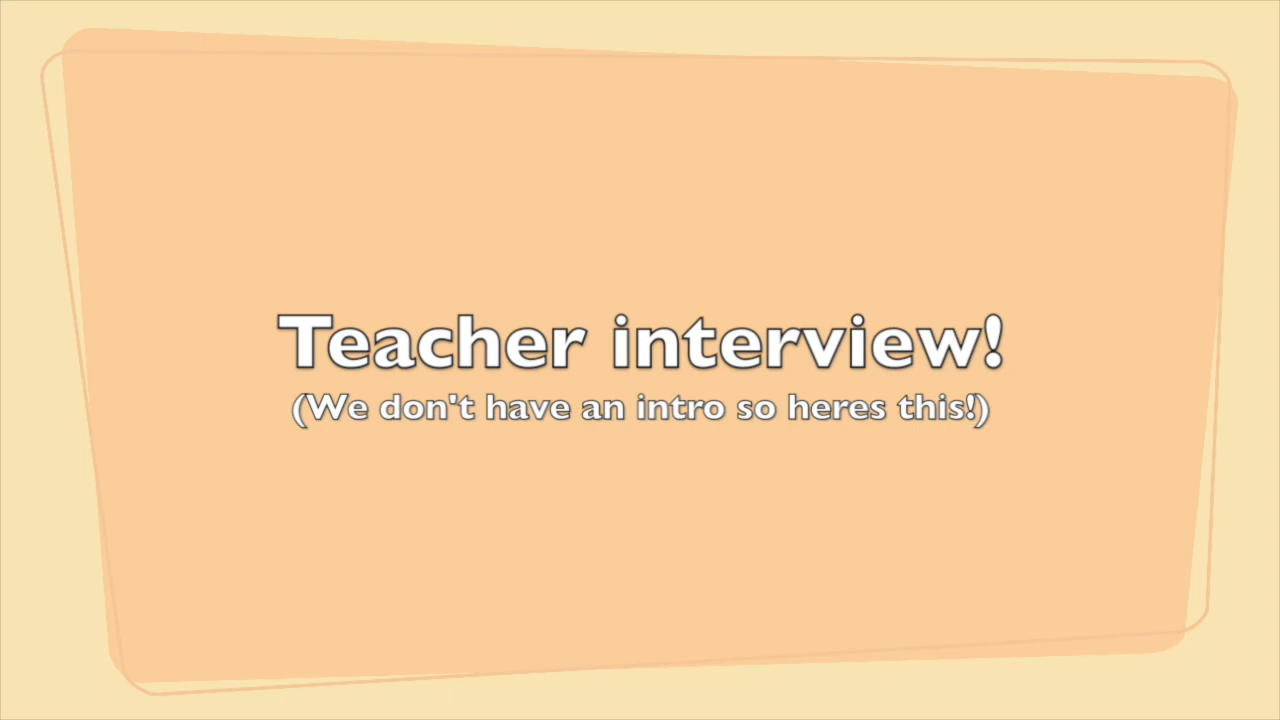 Teacher interview!
(We don't have an intro so heres this!)